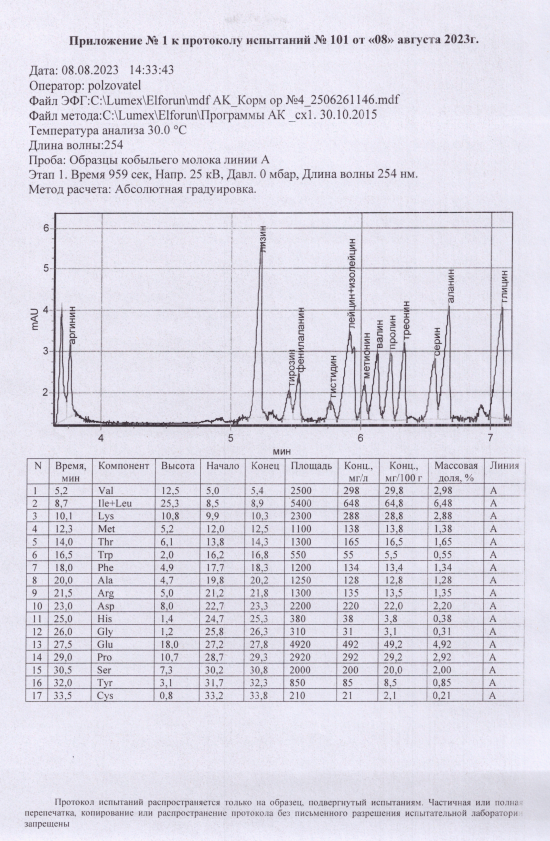 Приложение № 1 к протоколу испытаний № 101 от «08» августа 2023г.
Дата: 08.08.2023 14:33:43
Оператор: polzovatel
Файл ЭФГ:C:\Lumex\Elforun\mdf AK_Корм ор №4_2506261146.mdf
Файл метода:C:\Lumex\Elforun\Программы АК _сх1. 30.10.2015
Температура анализа 30.0 °С
Длина волны:254
Проба: Образцы кобыльего молока линии А
Этап 1. Время 959 сек, Напр. 25 кВ, Давл. 0 мбар, Длина волны 254 нм.
Метод расчета: Абсолютная градуировка.
mAU
6
5
4
3
2
аргинин
лизин
тирозин
фенилаланин
гистидин
лейцин+изолейцин
метионин
валин
пролин
треонин
серин
аланин
глицин
4 5 6 7
мин
N Время, мин Компонент Высота Начало Конец Площадь Конц., мг/л Конц., мг/100 г Массовая доля, % Линия
1 5,2 Val 12,5 5,0 5,4 2500 298 29,8 2,98 А
2 8,7 Ile+Leu 25,3 8,5 8,9 5400 648 64,8 6,48 А
3 10,1 Lys 10,8 9,9 10,3 2300 288 28,8 2,88 А
4 12,3 Met 5,2 12,0 12,5 1100 138 13,8 1,38 А
5 14,0 Thr 6,1 13,8 14,3 1300 165 16,5 1,65 А
6 16,5 Trp 2,0 16,2 16,8 550 55 5,5 0,55 А
7 18,0 Phe 4,9 17,7 18,3 1200 134 13,4 1,34 А
8 20,0 Ala 4,7 19,8 20,2 1250 128 12,8 1,28 А
9 21,5 Arg 5,0 21,2 21,8 1300 135 13,5 1,35 А
10 23,0 Asp 8,0 22,7 23,3 2200 220 22,0 2,20 А
11 25,0 His 1,4 24,7 25,3 380 38 3,8 0,38 А
12 26,0 Gly 1,2 25,8 26,3 310 31 3,1 0,31 А
13 27,5 Glu 18,0 27,2 27,8 4920 492 49,2 4,92 А
14 29,0 Pro 10,7 28,7 29,3 2920 292 29,2 2,92 А
15 30,5 Ser 7,3 30,2 30,8 2000 200 20,0 2,00 А
16 32,0 Tyr 3,1 31,7 32,3 850 85 8,5 0,85 А
17 33,5 Cys 0,8 33,2 33,8 210 21 2,1 0,21 А
Протокол испытаний распространяется только на образец, подвергнутый испытаниям. Частичная или полная
перепечатка, копирование или распространение протокола без письменного разрешения испытательной лаборатории
запрещены